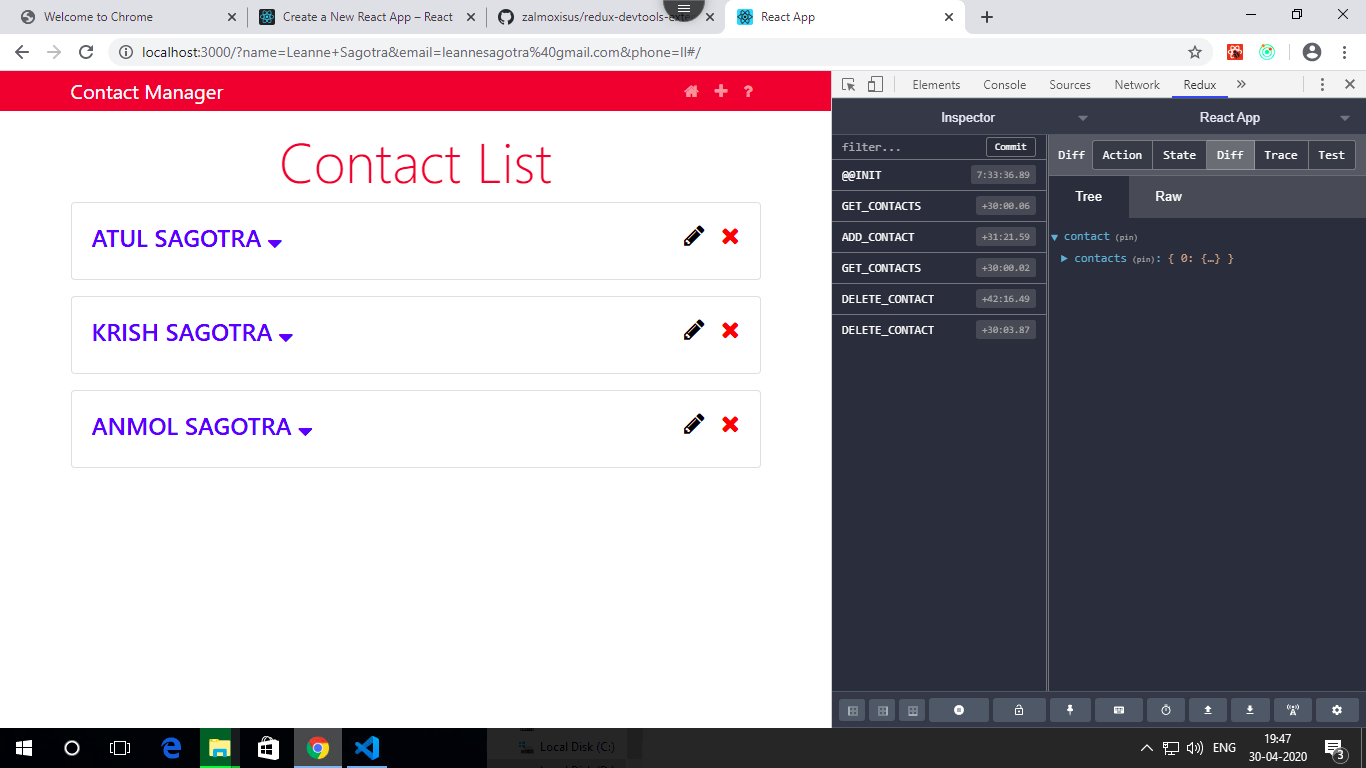 Welcome to Chrome
Create a New React App – React
zalmoxisus/redux-devtools-exte
React App
localhost:3000/?name=Leanne+Sagotra&email=leannesagotra%40gmail.com&phone=ll#/
Contact Manager
Contact List
ATUL SAGOTRA
KRISH SAGOTRA
ANMOL SAGOTRA
Elements Console Sources Network Redux
Inspector React App
filter... Commit
@@INIT 7:33:36.89
GET_CONTACTS +30:00.06
ADD_CONTACT +31:21.59
GET_CONTACTS +30:00.02
DELETE_CONTACT +42:16.49
DELETE_CONTACT +30:03.87
Diff Action State Diff Trace Test
Tree Raw
contact (pin)
contacts (pin): { 0: {…} }
Local Disk (C:)
ENG
19:47
30-04-2020
3